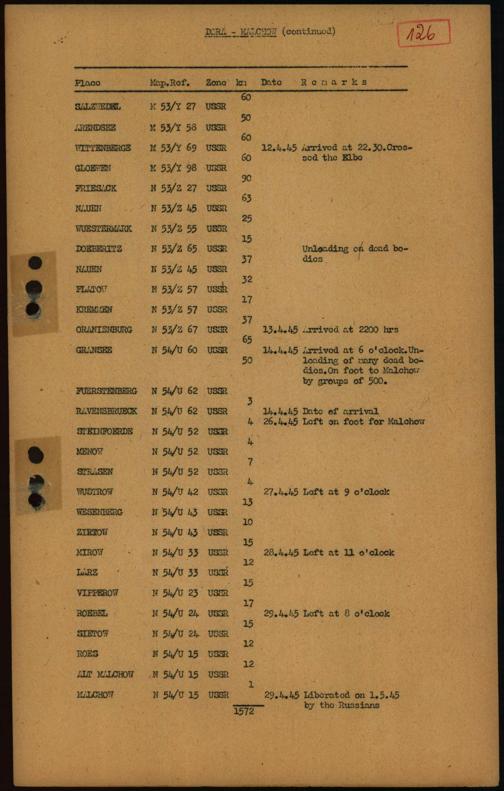 DORA - MALCHOW (continued)
126
Place Map.Ref. Zone km Date Remarks
60
SALZWEDEL M 53/Y 27 USSR
50
ARENDSEE M 53/Y 58 USSR
60
WITTENBERGE M 53/Y 69 USSR 12.4.45 Arrived at 22.30.Cros-
60 sed the Elbe
GLOEWEN M 53/Y 98 USSR
90
FRIESACK N 53/Z 27 USSR
63
NAUEN N 53/Z 45 USSR
25
WUESTERMARK N 53/Z 55 USSR
15
DOEBERITZ N 53/Z 65 USSR Unloading on dead bo-
37 dies
NAUEN N 53/Z 45 USSR
32
FLATOW N 53/Z 57 USSR
17
KREMMEN N 53/Z 57 USSR
37
ORANIENBURG N 53/Z 67 USSR 13.4.45 Arrived at 2200 hrs
65
GRANSEE N 54/U 60 USSR 14.4.45 Arrived at 6 o'clock.Un-
50 loading of many dead bo-
dies.On foot to Malchow
by groups of 500.
FUERSTENBERG N 54/U 62 USSR
3
RAVENSBRUECK N 54/U 62 USSR 14.4.45 Date of arrival
4 26.4.45 Left on foot for Malchow
STEINFOERDE N 54/U 52 USSR
4
MENOW N 54/U 52 USSR
7
STRASEN N 54/U 52 USSR
4
WUSTROW N 54/U 42 USSR 27.4.45 Left at 9 o'clock
13
WESENBERG N 54/U 43 USSR
10
ZIRTOW N 54/U 43 USSR
15
MIROW N 54/U 33 USSR 28.4.45 Left at 11 o'clock
12
LARZ N 54/U 33 USSR
15
VIPPEROW N 54/U 23 USSR
17
ROEBEL N 54/U 24 USSR 29.4.45 Left at 8 o'clock
15
SIETOW N 54/U 24 USSR
12
ROES N 54/U 15 USSR
12
ALT MALCHOW N 54/U 15 USSR
1
MALCHOW N 54/U 15 USSR 29.4.45 Liberated on 1.5.45
1572 by the Russians